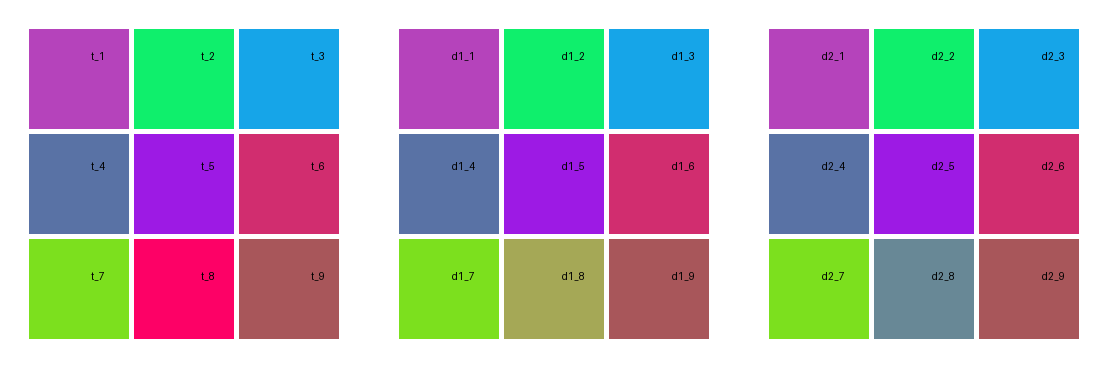 t_1 t_2 t_3 d1_1 d1_2 d1_3 d2_1 d2_2 d2_3
t_4 t_5 t_6 d1_4 d1_5 d1_6 d2_4 d2_5 d2_6
t_7 t_8 t_9 d1_7 d1_8 d1_9 d2_7 d2_8 d2_9